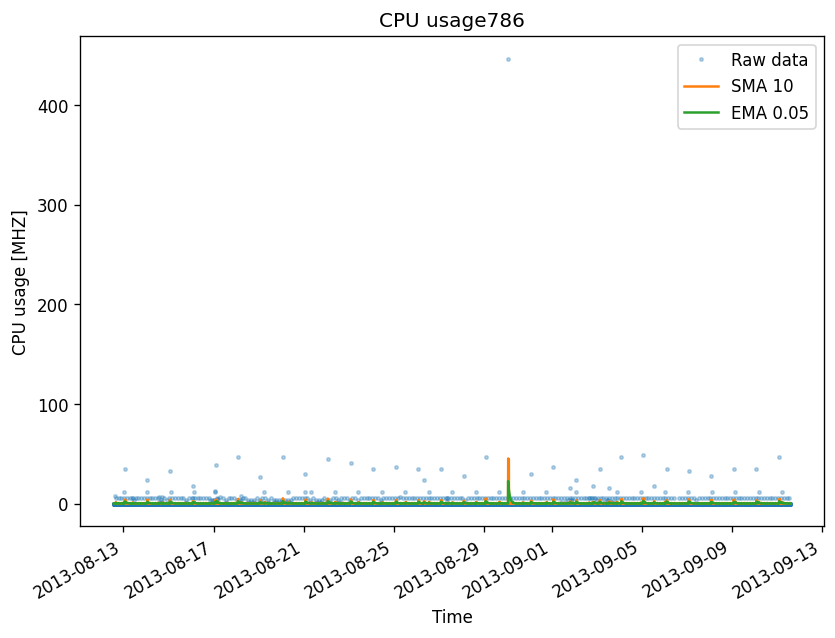 CPU usage786
Raw data
SMA 10
EMA 0.05
CPU usage [MHZ]
400
300
200
100
0
2013-08-13
2013-08-17
2013-08-21
2013-08-25
2013-08-29
2013-09-01
2013-09-05
2013-09-09
2013-09-13
Time